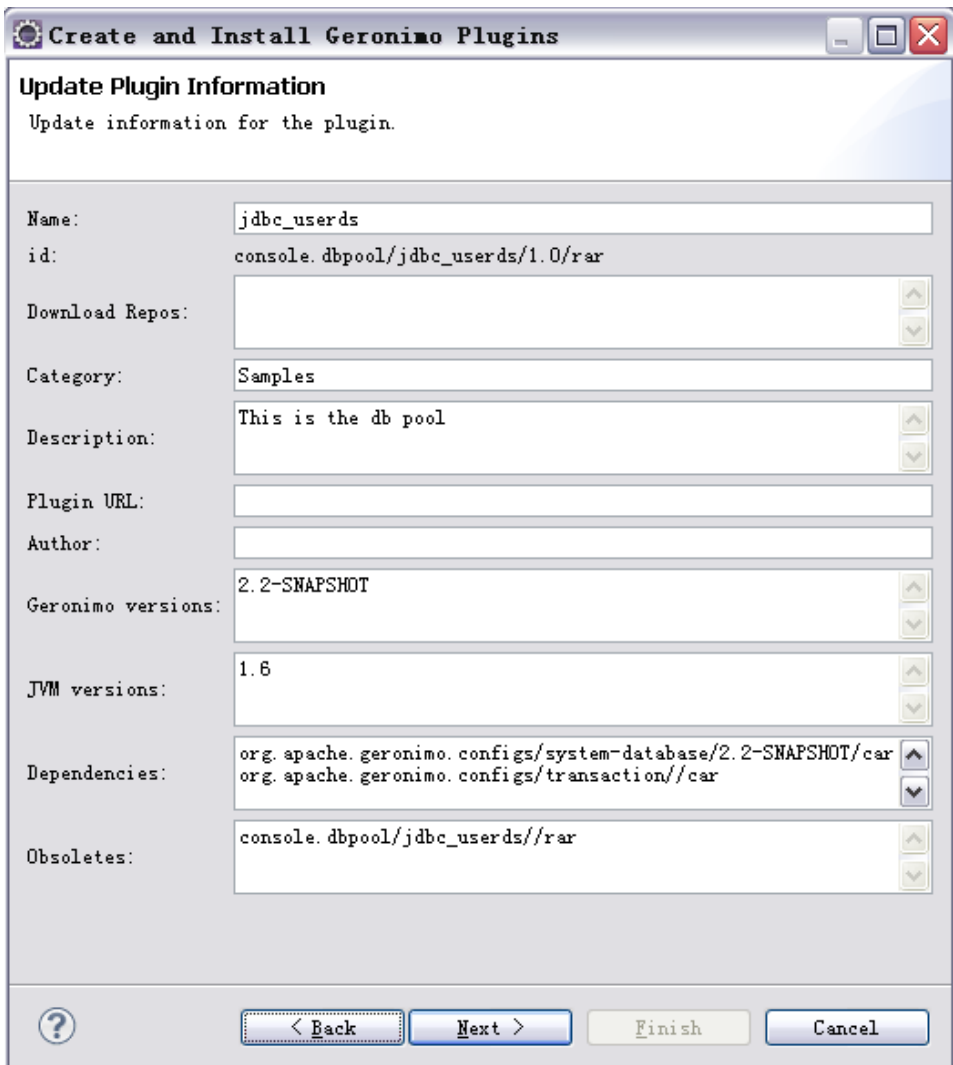 Create and Install Geronimo Plugins
Update Plugin Information
Update information for the plugin.
Name: jdbc_userds
id: console.dbpool/jdbc_userds/1.0/rar
Download Repos:
Category: Samples
Description: This is the db pool
Plugin URL:
Author:
Geronimo versions: 2.2-SNAPSHOT
JVM versions: 1.6
Dependencies: org.apache.geronimo.configs/system-database/2.2-SNAPSHOT/car
org.apache.geronimo.configs/transaction//car
Obsoletes: console.dbpool/jdbc_userds//rar
? < Back Next > Finish Cancel